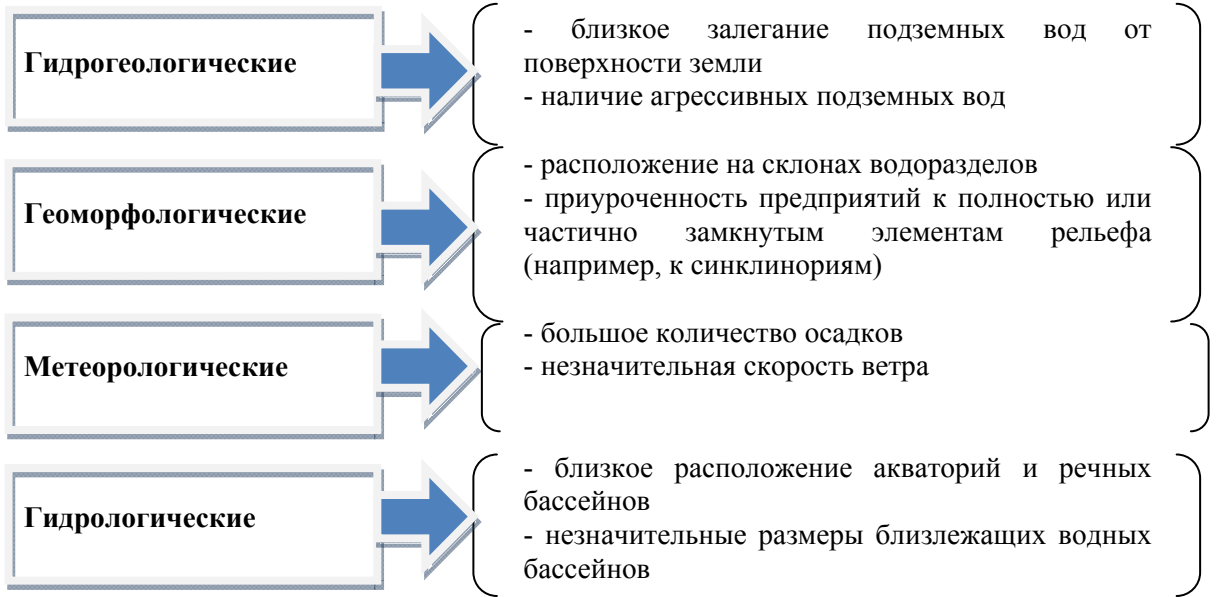 Гидрогеологические
- близкое залегание подземных вод от
поверхности земли
- наличие агрессивных подземных вод
Геоморфологические
- расположение на склонах водоразделов
- приуроченность предприятий к полностью или
частично замкнутым элементам рельефа
(например, к синклинориям)
Метеорологические
- большое количество осадков
- незначительная скорость ветра
Гидрологические
- близкое расположение акваторий и речных
бассейнов
- незначительные размеры близлежащих водных
бассейнов